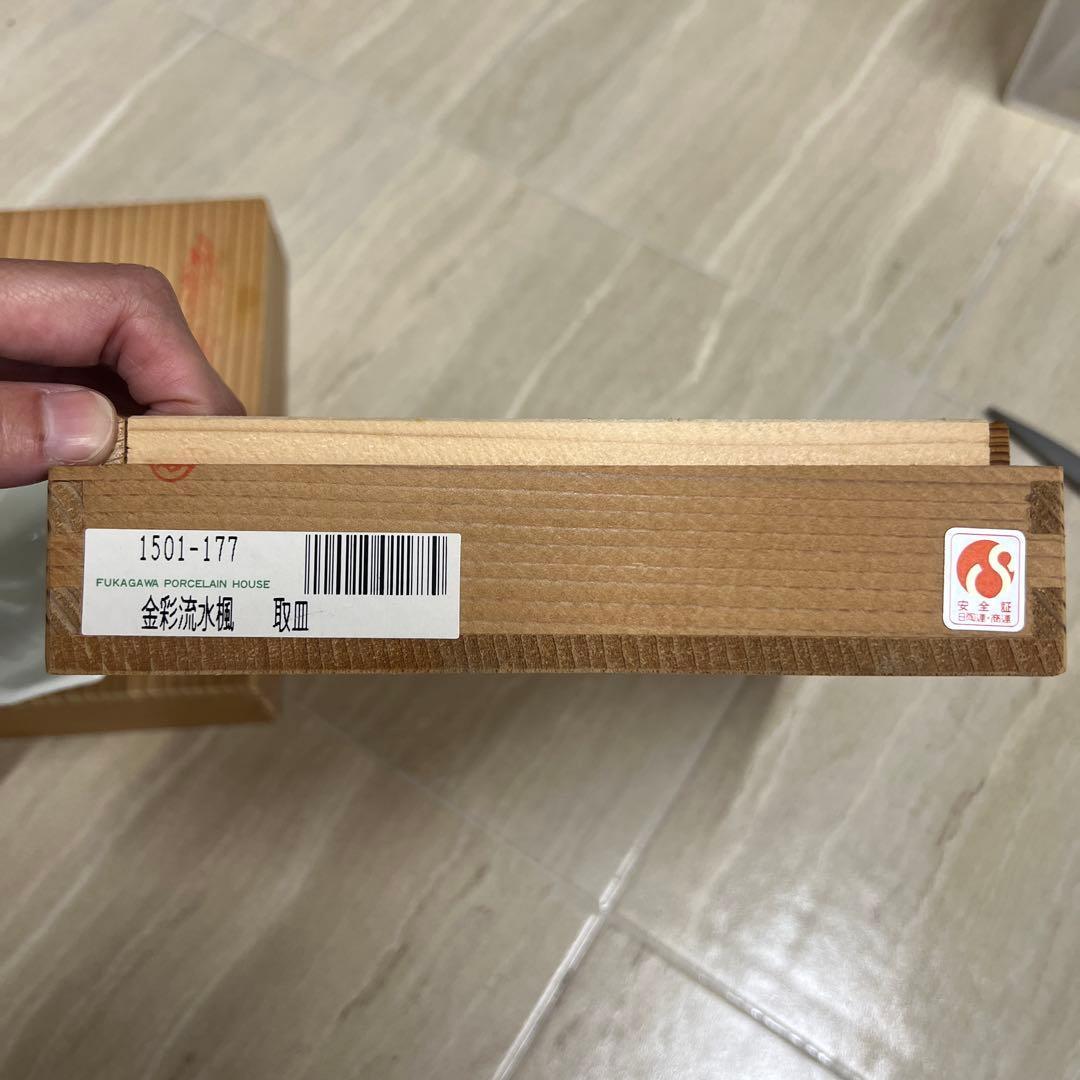 1501-177
FUKAGAWA PORCELAIN HOUSE
金彩流水楓 取皿
安全証
日陶連・商連